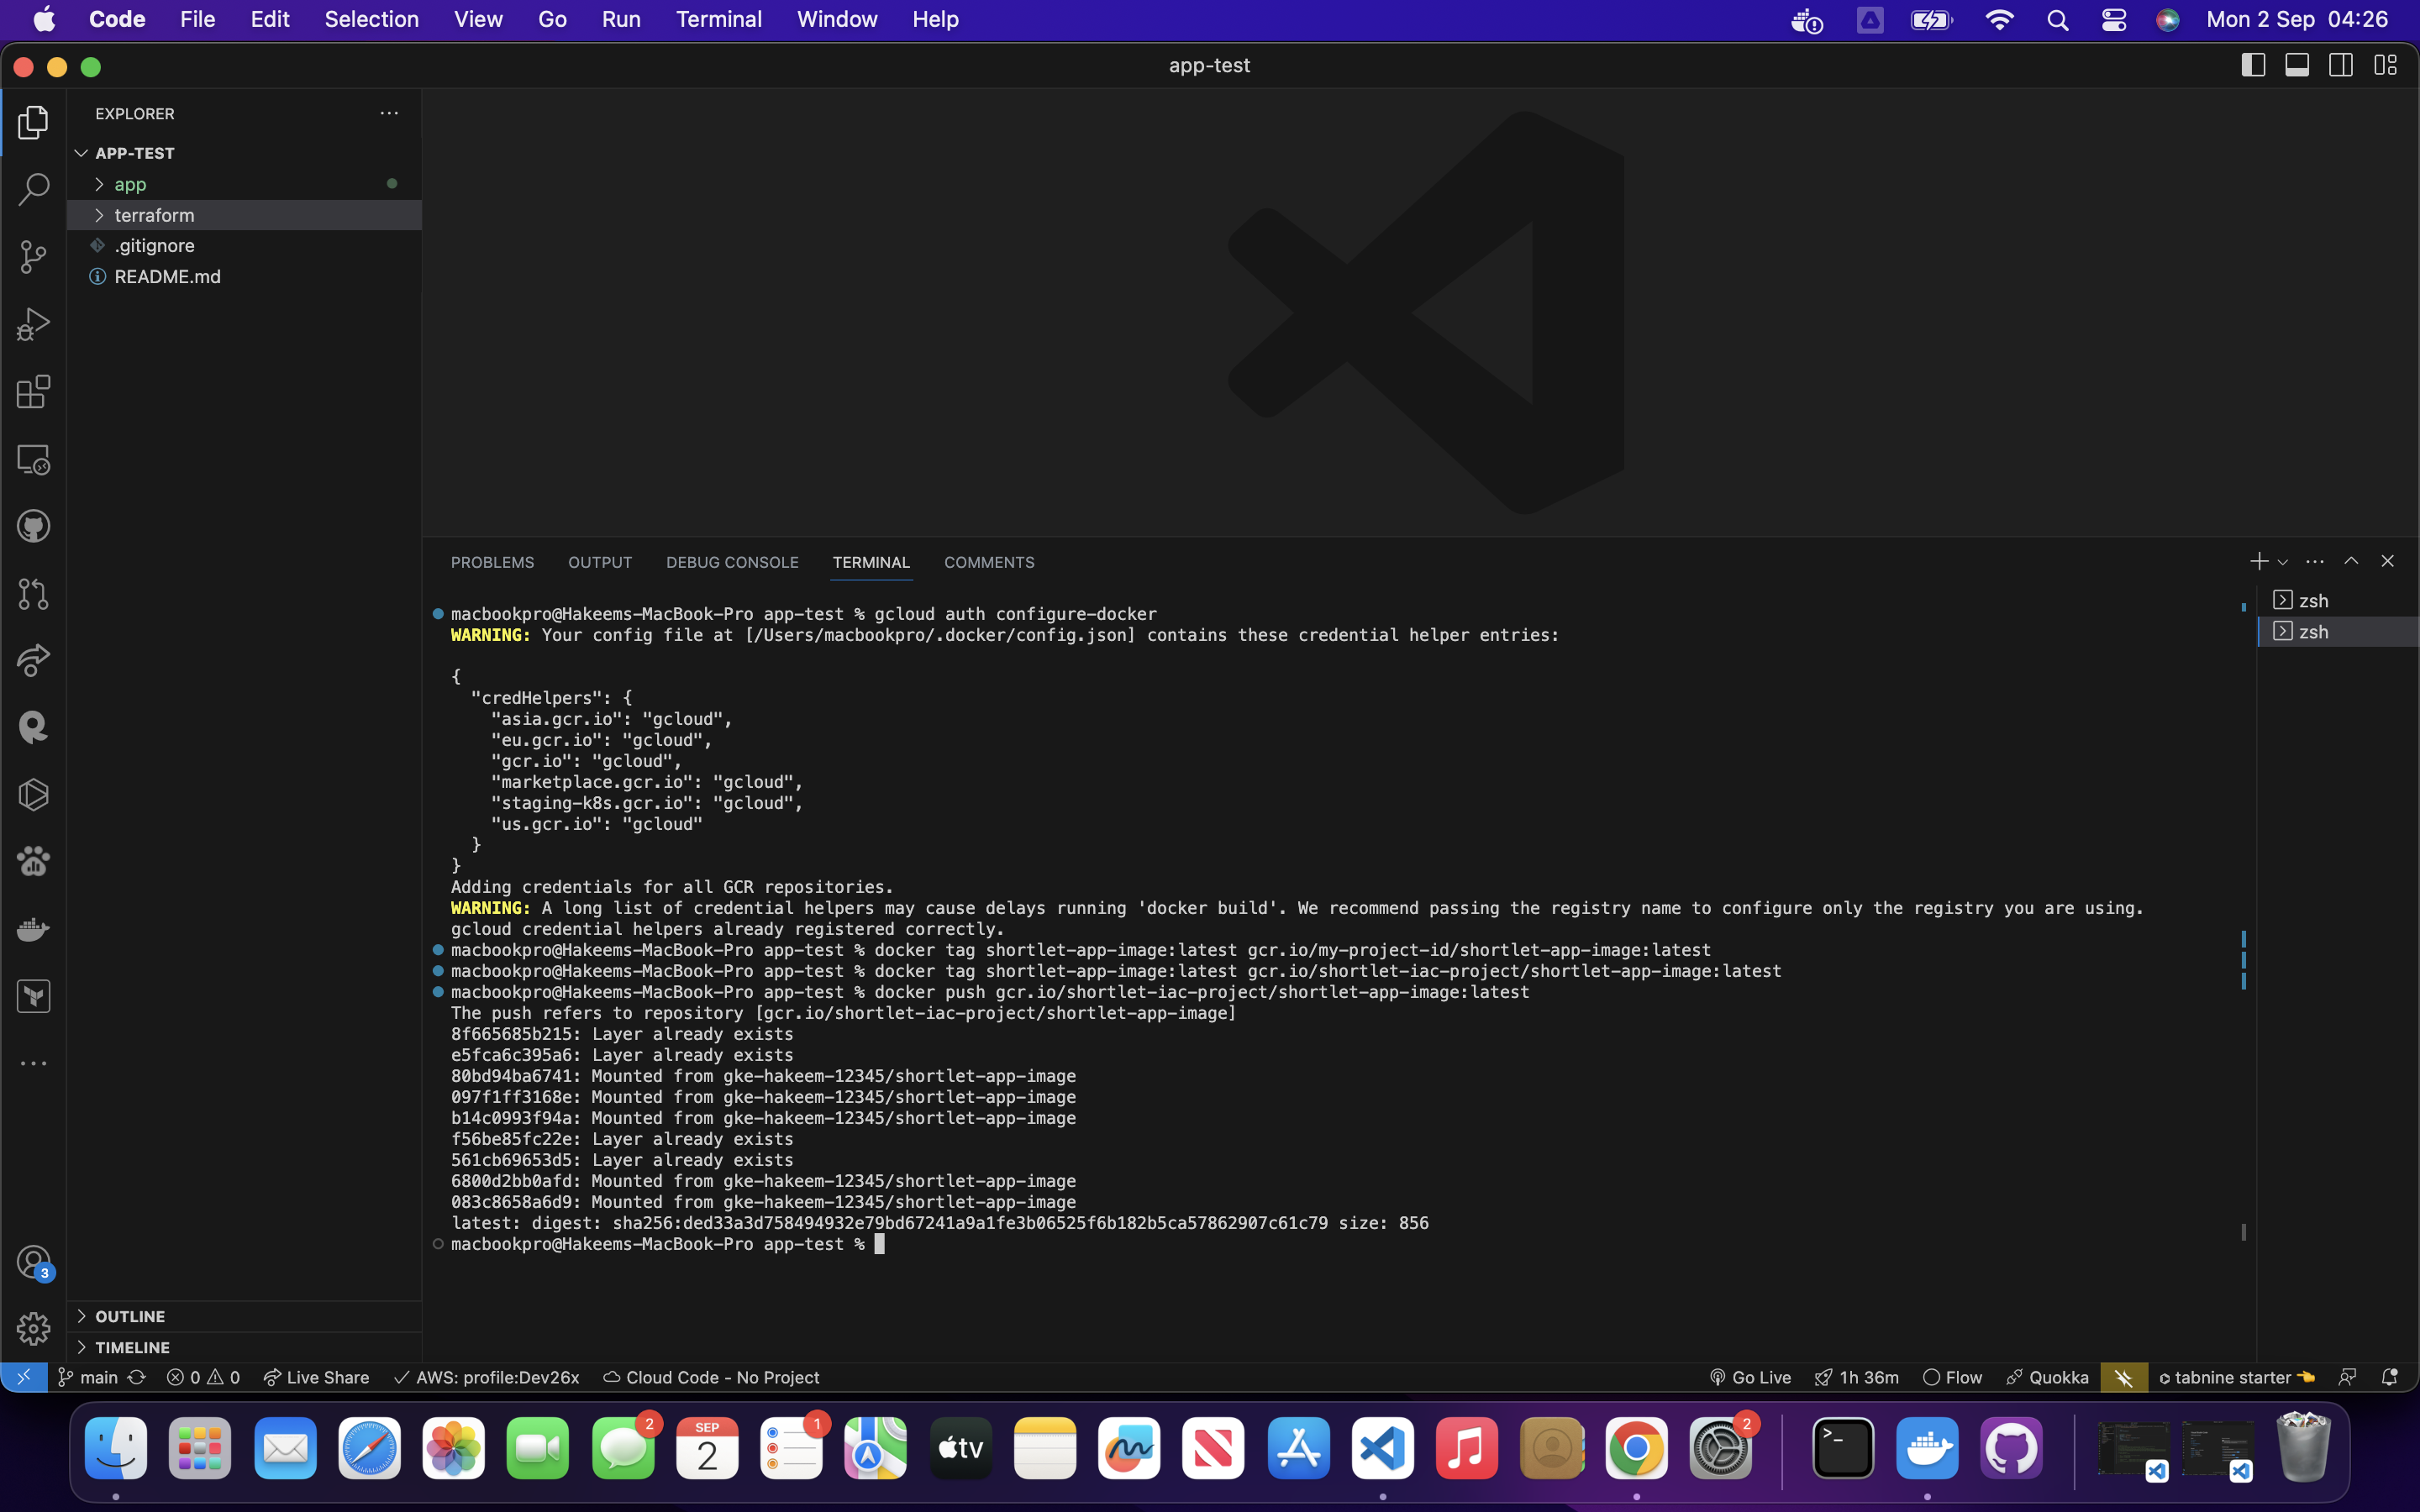 Code File Edit Selection View Go Run Terminal Window Help Mon 2 Sep 04:26
app-test
EXPLORER
APP-TEST
app
terraform
.gitignore
README.md
PROBLEMS OUTPUT DEBUG CONSOLE TERMINAL COMMENTS
zsh
zsh
macbookpro@Hakeems-MacBook-Pro app-test % gcloud auth configure-docker
WARNING: Your config file at [/Users/macbookpro/.docker/config.json] contains these credential helper entries:
{
"credHelpers": {
"asia.gcr.io": "gcloud",
"eu.gcr.io": "gcloud",
"gcr.io": "gcloud",
"marketplace.gcr.io": "gcloud",
"staging-k8s.gcr.io": "gcloud",
"us.gcr.io": "gcloud"
}
}
Adding credentials for all GCR repositories.
WARNING: A long list of credential helpers may cause delays running 'docker build'. We recommend passing the registry name to configure only the registry you are using.
gcloud credential helpers already registered correctly.
macbookpro@Hakeems-MacBook-Pro app-test % docker tag shortlet-app-image:latest gcr.io/my-project-id/shortlet-app-image:latest
macbookpro@Hakeems-MacBook-Pro app-test % docker tag shortlet-app-image:latest gcr.io/shortlet-iac-project/shortlet-app-image:latest
macbookpro@Hakeems-MacBook-Pro app-test % docker push gcr.io/shortlet-iac-project/shortlet-app-image:latest
The push refers to repository [gcr.io/shortlet-iac-project/shortlet-app-image]
8f665685b215: Layer already exists
e5fca6c395a6: Layer already exists
80bd94ba6741: Mounted from gke-hakeem-12345/shortlet-app-image
097f1ff3168e: Mounted from gke-hakeem-12345/shortlet-app-image
b14c0993f94a: Mounted from gke-hakeem-12345/shortlet-app-image
f56be85fc22e: Layer already exists
561cb69653d5: Layer already exists
6800d2bb0afd: Mounted from gke-hakeem-12345/shortlet-app-image
083c8658a6d9: Mounted from gke-hakeem-12345/shortlet-app-image
latest: digest: sha256:ded33a3d758494932e79bd67241a9a1fe3b06525f6b182b5ca57862907c61c79 size: 856
macbookpro@Hakeems-MacBook-Pro app-test %
3
OUTLINE
TIMELINE
main 0 0 Live Share AWS: profile:Dev26x Cloud Code - No Project Go Live 1h 36m Flow Quokka tabnine starter
2 SEP 2 1 tv 2